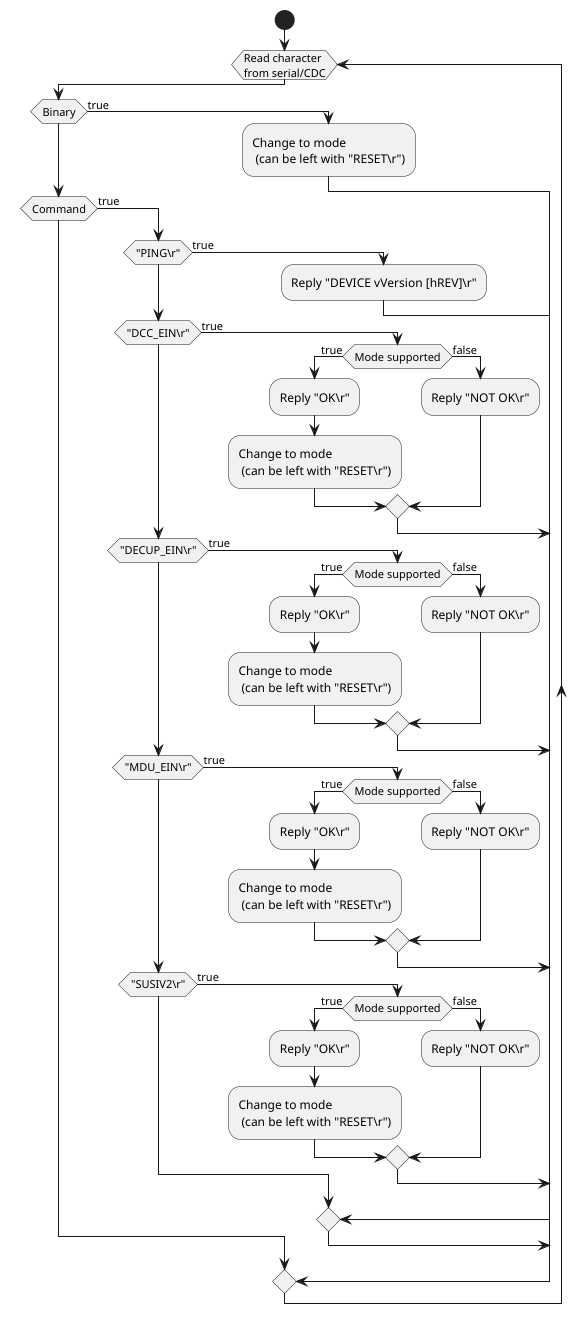 Read character
from serial/CDC
Binary
true
Change to mode
(can be left with "RESET\r")
Command
true
"PING\r"
true
Reply "DEVICE vVersion [hREV]\r"
"DCC_EIN\r"
true
Mode supported
true
false
Reply "OK\r"
Reply "NOT OK\r"
Change to mode
(can be left with "RESET\r")
"DECUP_EIN\r"
true
Mode supported
true
false
Reply "OK\r"
Reply "NOT OK\r"
Change to mode
(can be left with "RESET\r")
"MDU_EIN\r"
true
Mode supported
true
false
Reply "OK\r"
Reply "NOT OK\r"
Change to mode
(can be left with "RESET\r")
"SUSIV2\r"
true
Mode supported
true
false
Reply "OK\r"
Reply "NOT OK\r"
Change to mode
(can be left with "RESET\r")